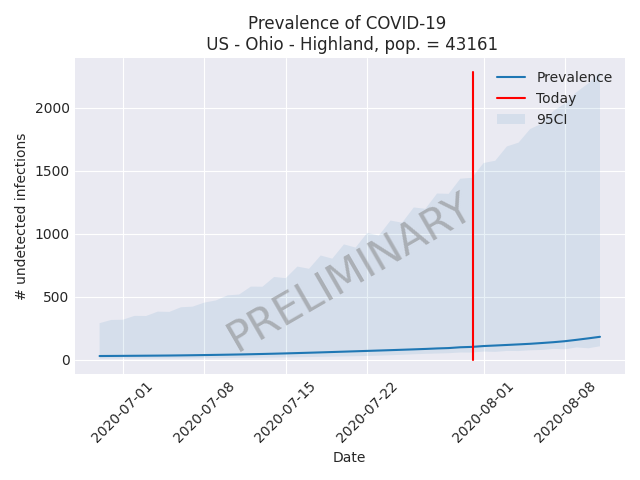 Prevalence of COVID-19
US - Ohio - Highland, pop. = 43161
Prevalence
Today
95CI
2000
1500
1000
500
0
# undetected infections
PRELIMINARY
2020-07-01
2020-07-08
2020-07-15
2020-07-22
2020-08-01
2020-08-08
Date